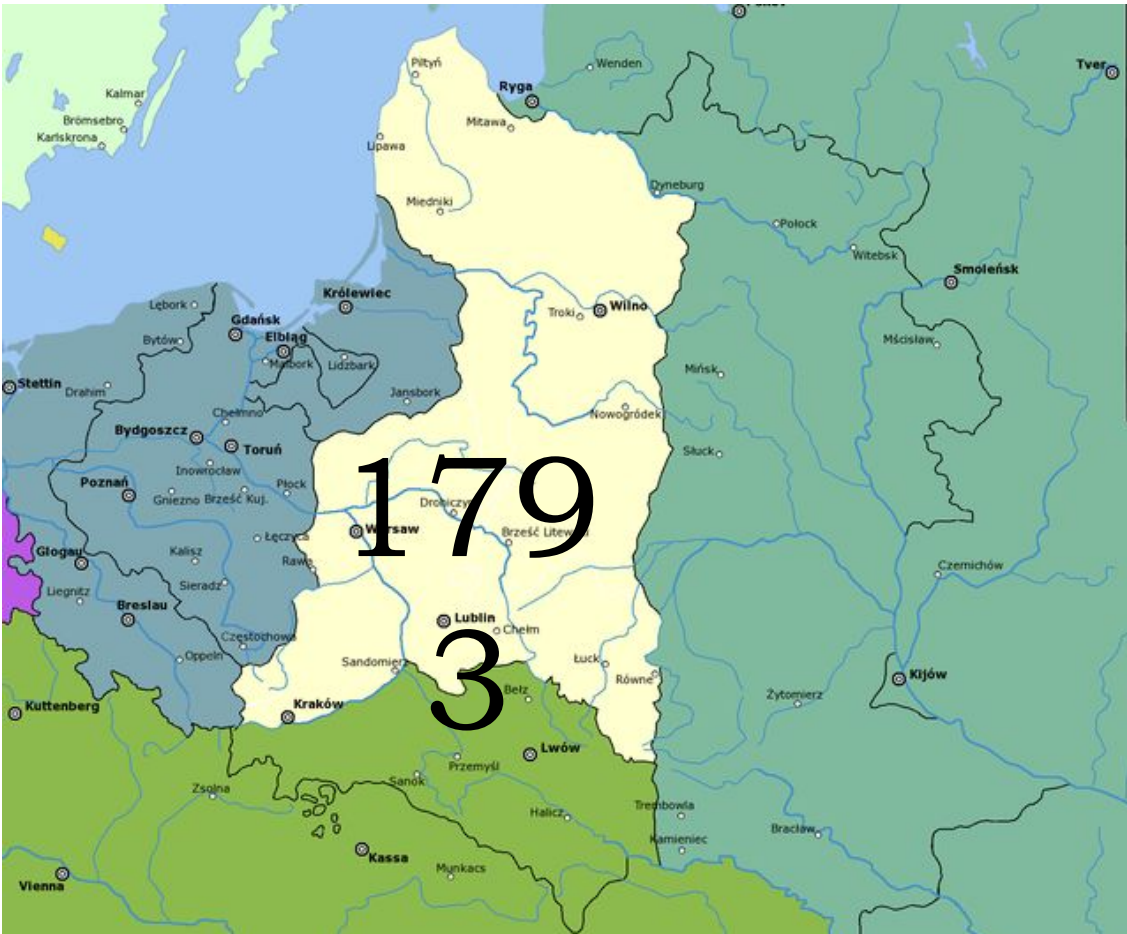 Tver
Piltyń
Wenden
Ryga
Kalmar
Brömsebro
Karlskrona
Mitawa
Lipawa
Dyneburg
Miedniki
Połock
Witebsk
Smoleńsk
Królewiec
Lębork
Gdańsk
Troki
Wilno
Bytów
Elbląg
Malbork
Lidzbark
Mścisław
Mińsk
Stettin
Drahim
Jansbork
Chełmno
Nowogródek
Bydgoszcz
Toruń
Słuck
Inowrocław
Poznań
Płock
Gniezno
Brześć Kuj.
179
Drohiczyn
Warsaw
Brześć Litewski
Łęczyca
Głogau
Kalisz
Rawa
Czernichów
Liegnitz
Sieradz
Breslau
Lublin
Chełm
Częstochowa
Oppeln
Sandomierz
Łuck
3
Równe
Kijów
Bełz
Żytomierz
Kuttenberg
Kraków
Lwów
Przemyśl
Sanok
Zsolna
Halicz
Trembowla
Bracław
Kamieniec
Kassa
Munkacs
Vienna